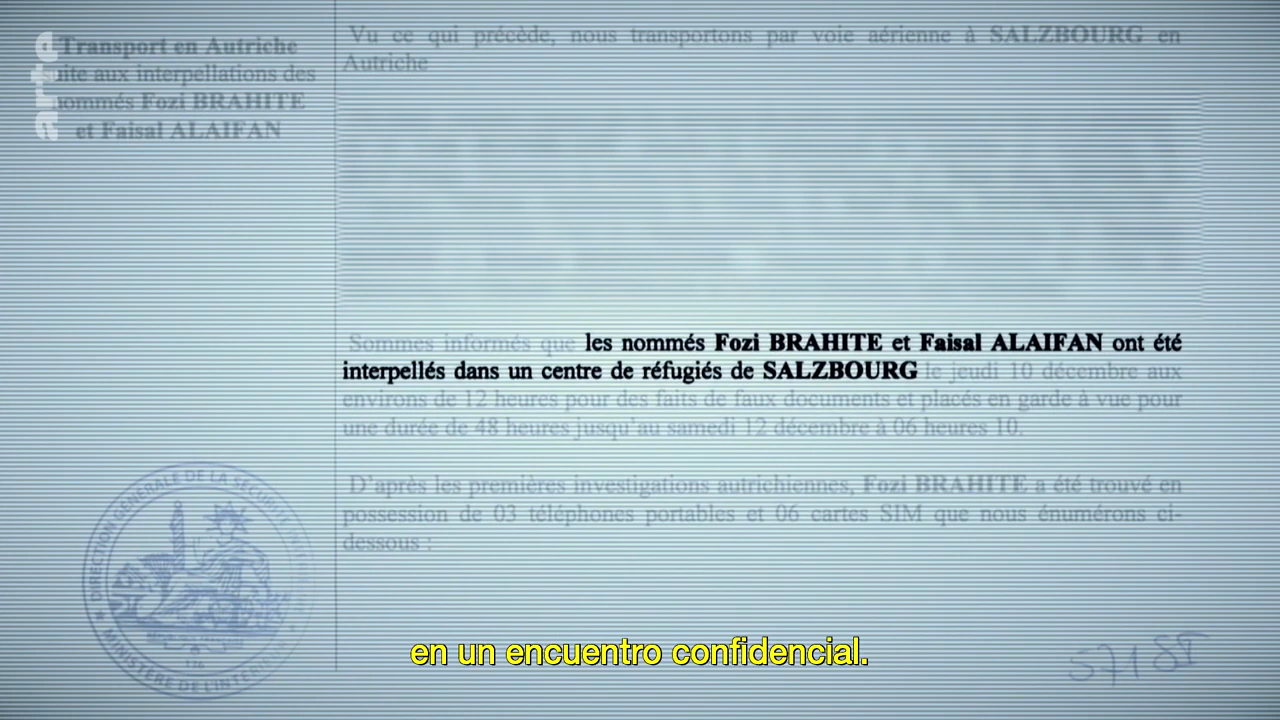 arte
Transport en Autriche
suite aux interpellations des
nommés Fozi BRAHITE
et Faisal ALAIFAN
Vu ce qui précède, nous transportons par voie aérienne à SALZBOURG en
Autriche
Sommes informés que les nommés Fozi BRAHITE et Faisal ALAIFAN ont été
interpellés dans un centre de réfugiés de SALZBOURG le jeudi 10 décembre aux
environs de 12 heures pour des faits de faux documents et placés en garde à vue pour
une durée de 48 heures jusqu'au samedi 12 décembre à 06 heures 10.
D'après les premières investigations autrichiennes, Fozi BRAHITE a été trouvé en
possession de 03 téléphones portables et 06 cartes SIM que nous énumérons ci-
dessous :
DIRECTION GÉNÉRALE DE LA SÉCURITÉ INTÉRIEURE
MINISTÈRE DE L'INTÉRIEUR
en un encuentro confidencial.